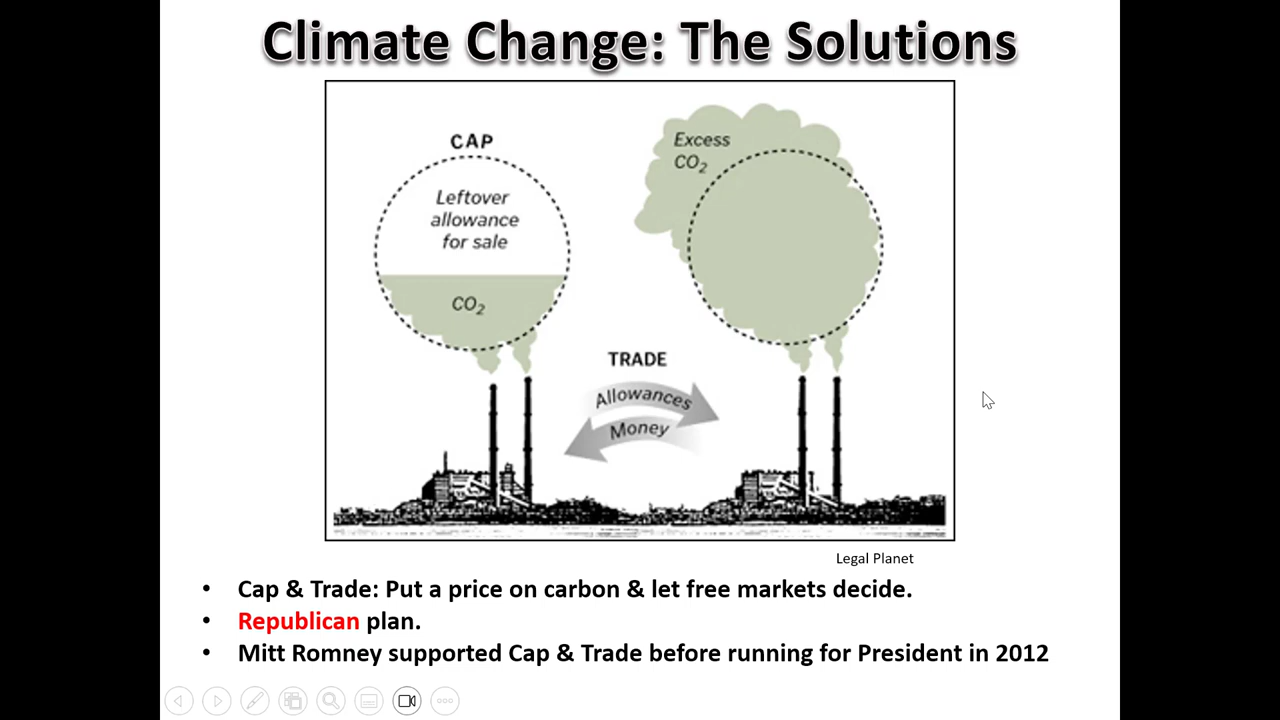 Climate Change: The Solutions
CAP
Leftover
allowance
for sale
CO₂
Excess
CO₂
TRADE
Allowances
Money
Legal Planet
• Cap & Trade: Put a price on carbon & let free markets decide.
• Republican plan.
• Mitt Romney supported Cap & Trade before running for President in 2012